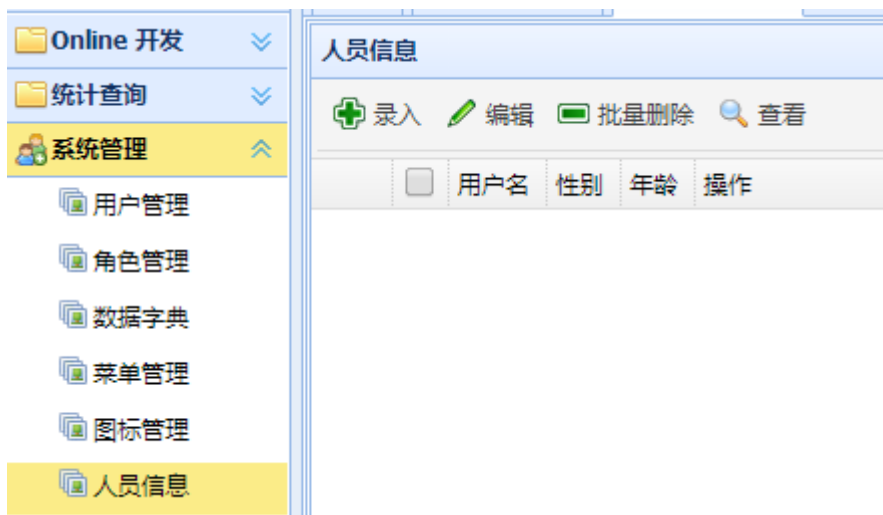 Online 开发
统计查询
系统管理
用户管理
角色管理
数据字典
菜单管理
图标管理
人员信息
人员信息
录入 编辑 批量删除 查看
用户名 性别 年龄 操作